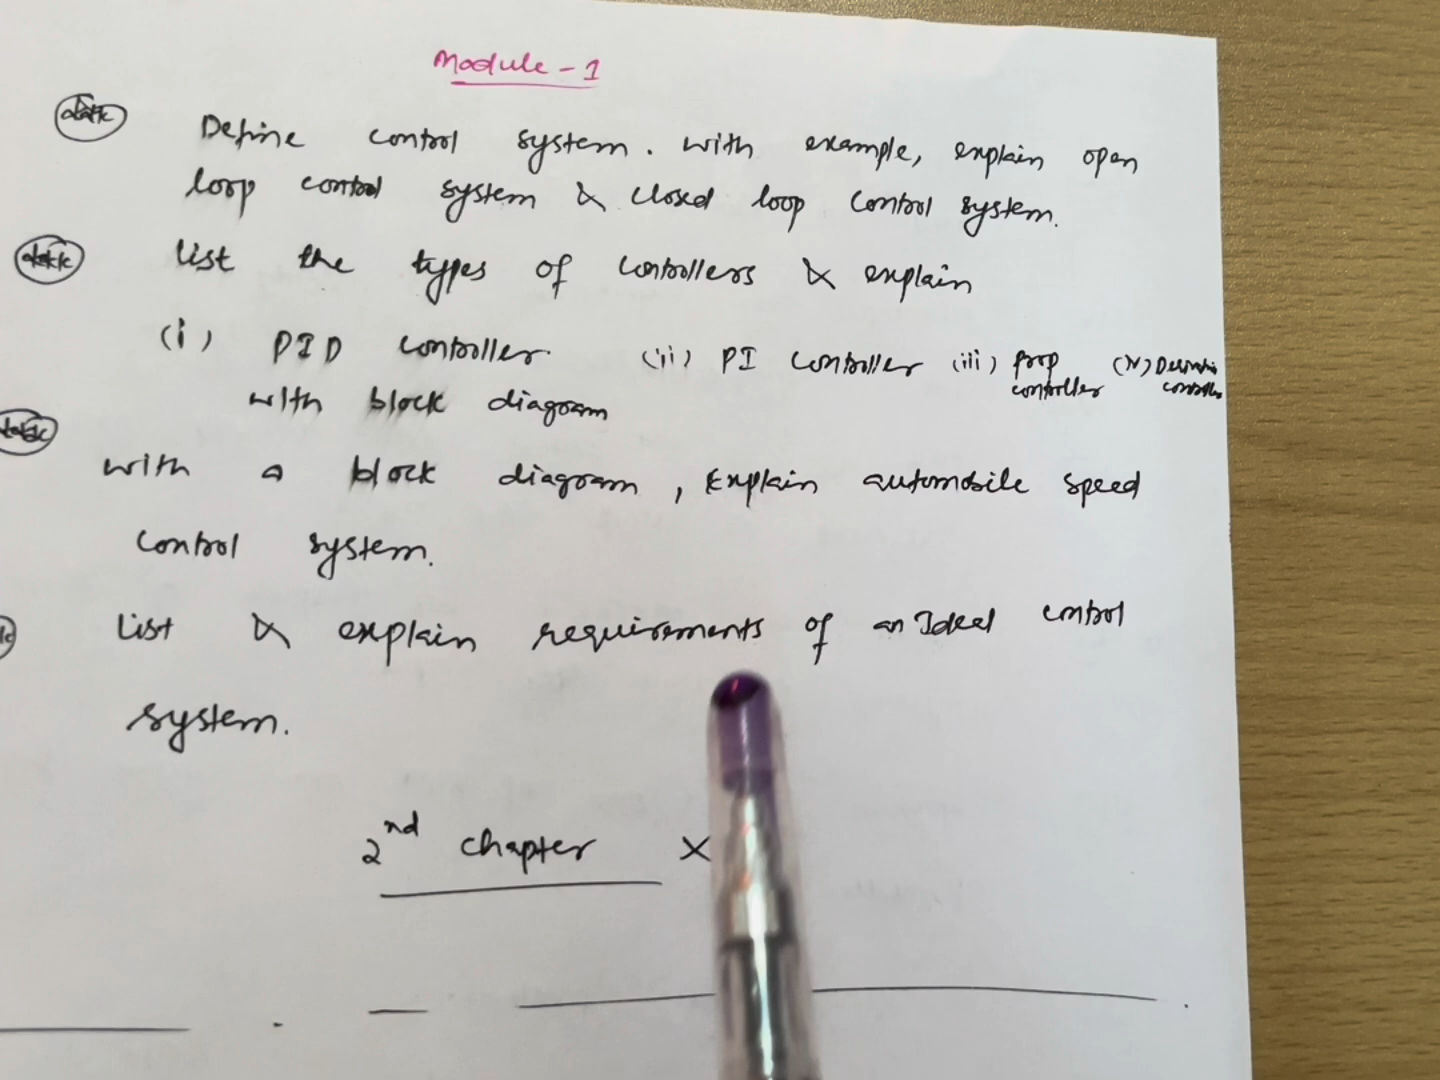 Module - 1
Define control system. with example, explain open
loop control system & closed loop control system.
List the types of controllers & explain
(i) PID controller (ii) PI controller (iii) prop controller (iv)
with block diagram
with a block diagram, Explain automobile speed
control system.
List & explain requirements of an Ideal control
system.
2nd chapter X